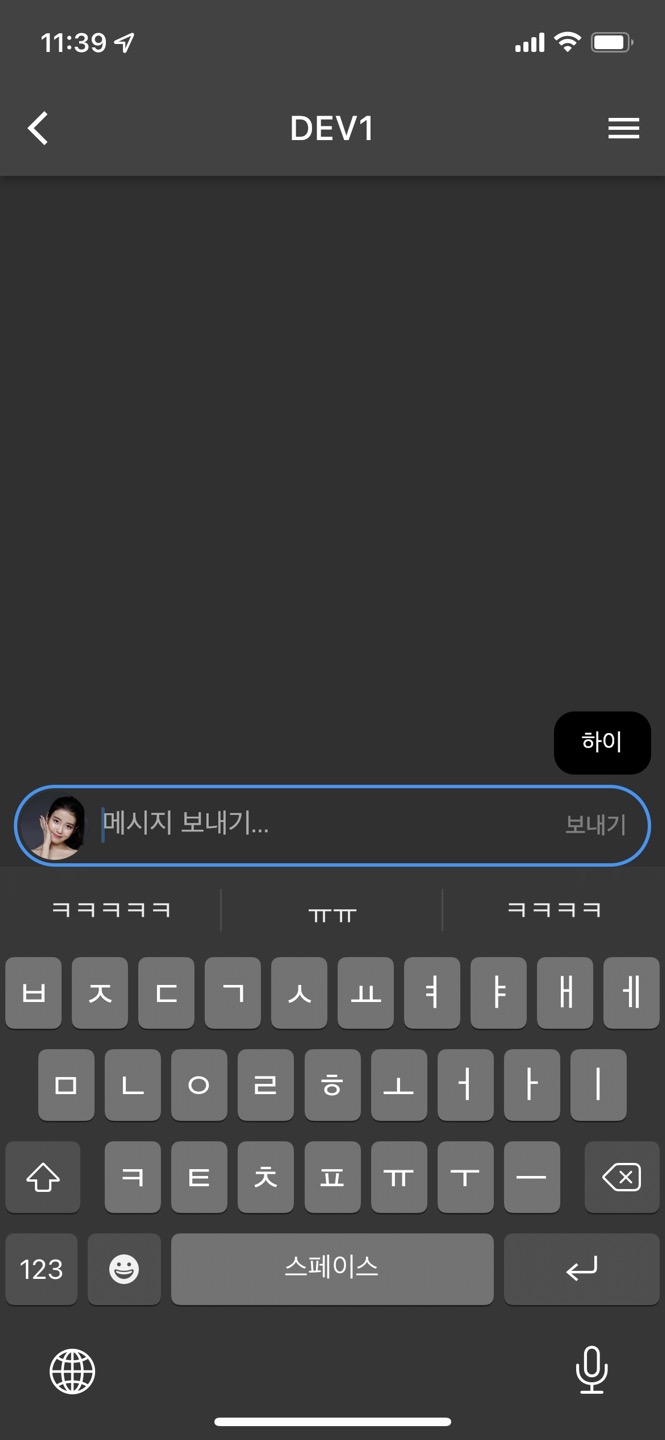 11:39
DEV1
하이
메시지 보내기...
보내기
ㅋㅋㅋㅋㅋ ㅠㅠ ㅋㅋㅋㅋ
ㅂ ㅈ ㄷ ㄱ ㅅ ㅛ ㅕ ㅑ ㅐ ㅔ
ㅁ ㄴ ㅇ ㄹ ㅎ ㅗ ㅓ ㅏ ㅣ
ㅋ ㅌ ㅊ ㅍ ㅠ ㅜ ㅡ
123 스페이스